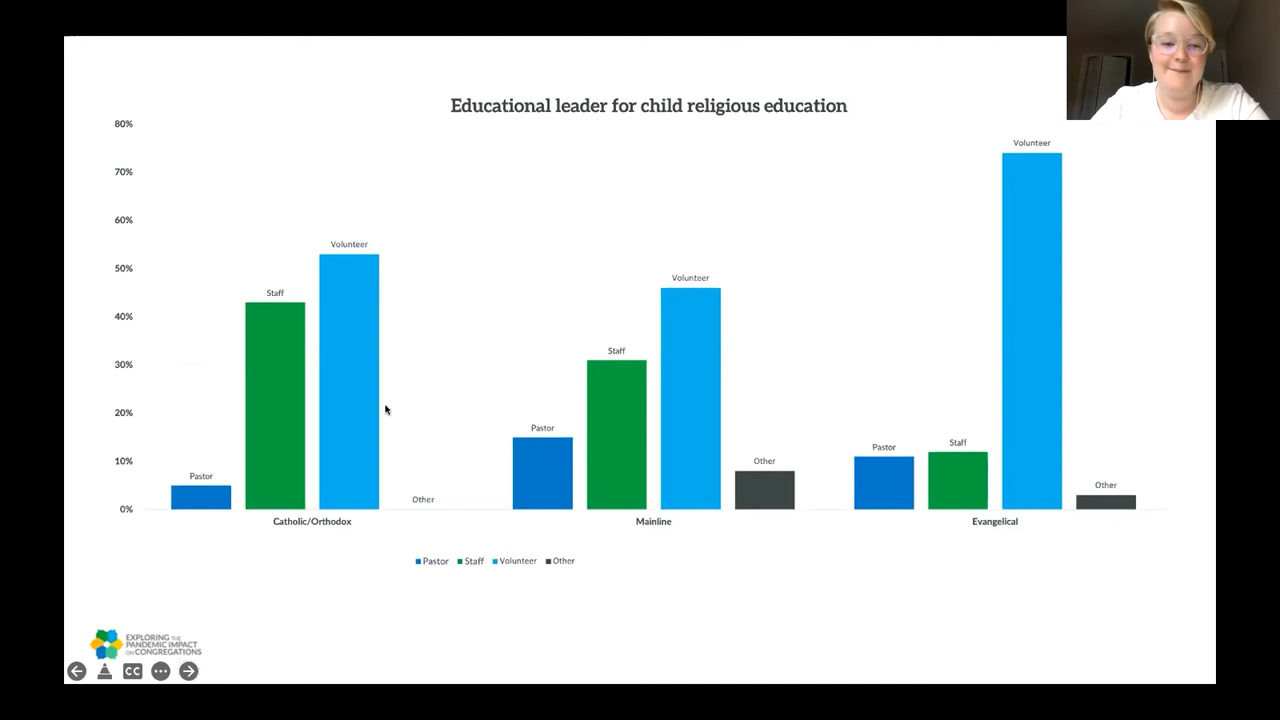 Educational leader for child religious education
80%
70%
60%
50%
40%
30%
20%
10%
0%
Pastor
Staff
Volunteer
Other
Pastor
Staff
Volunteer
Other
Pastor
Staff
Volunteer
Other
Catholic/Orthodox
Mainline
Evangelical
Pastor Staff Volunteer Other
EXPLORING THE
PANDEMIC IMPACT
ON CONGREGATIONS
CC